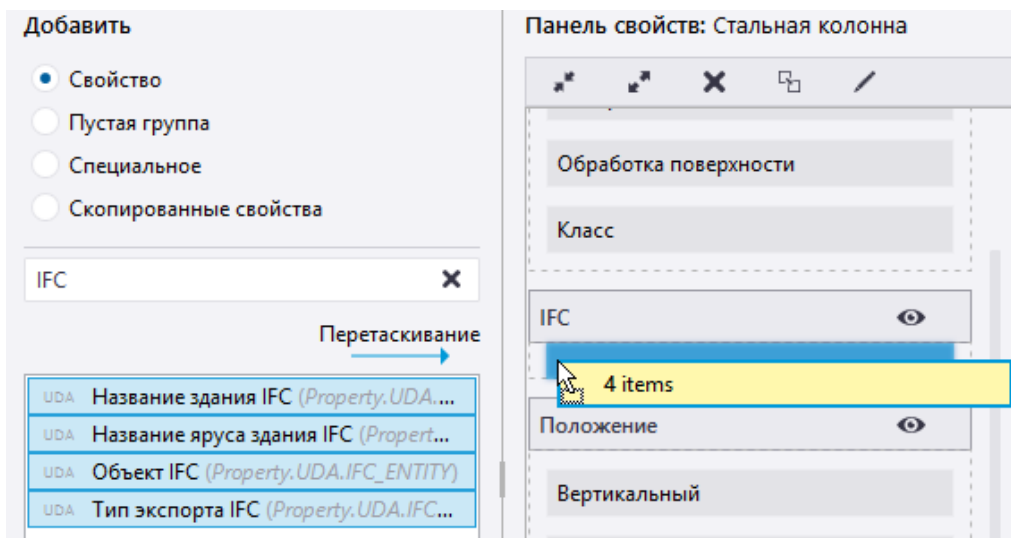 Добавить
Свойство
Пустая группа
Специальное
Скопированные свойства
IFC
Перетаскивание
UDA Название здания IFC (Property.UDA....
UDA Название яруса здания IFC (Propert...
UDA Объект IFC (Property.UDA.IFC_ENTITY)
UDA Тип экспорта IFC (Property.UDA.IFC...
Панель свойств: Стальная колонна
Обработка поверхности
Класс
IFC
4 items
Положение
Вертикальный